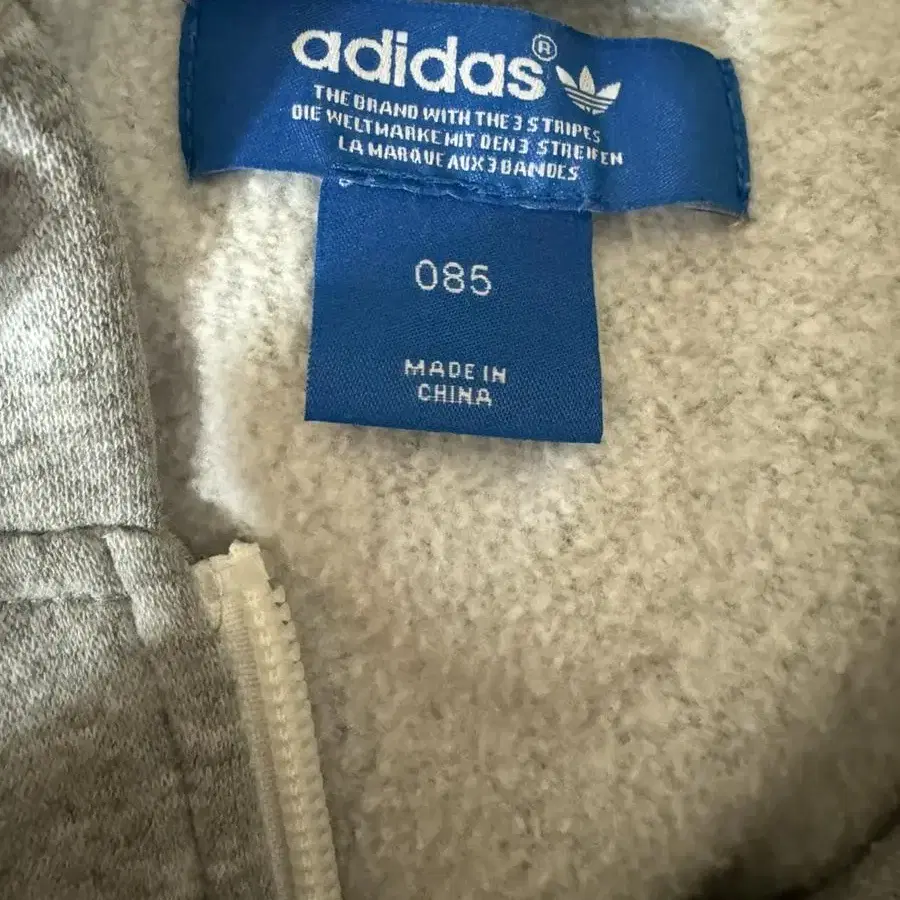 adidas®
THE BRAND WITH THE 3 STRIPES
DIE WELTMARKE MIT DEN 3 STREIFEN
LA MARQUE AUX 3 BANDES
085
MADE IN
CHINA